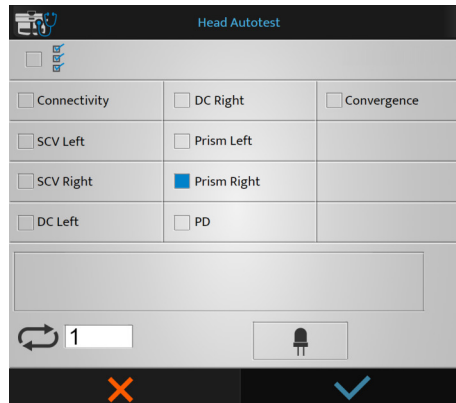 Head Autotest
Connectivity
DC Right
Convergence
SCV Left
Prism Left
SCV Right
Prism Right
DC Left
PD
1